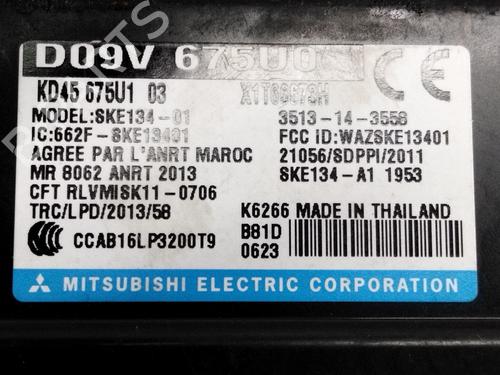 D09V 675U0
CE
KD45 675U1 03
MODEL:SKE134-01 3513-14-3558
IC:662F-SKE13401 FCC ID:WAZSKE13401
AGREE PAR L'ANRT MAROC 21056/SDPPI/2011
MR 8062 ANRT 2013 SKE134-A1 1953
CFT RLVMISK11-0706
TRC/LPD/2013/58 K6266 MADE IN THAILAND
CCC CCAB16LP3200T9 B81D
0623
MITSUBISHI ELECTRIC CORPORATION